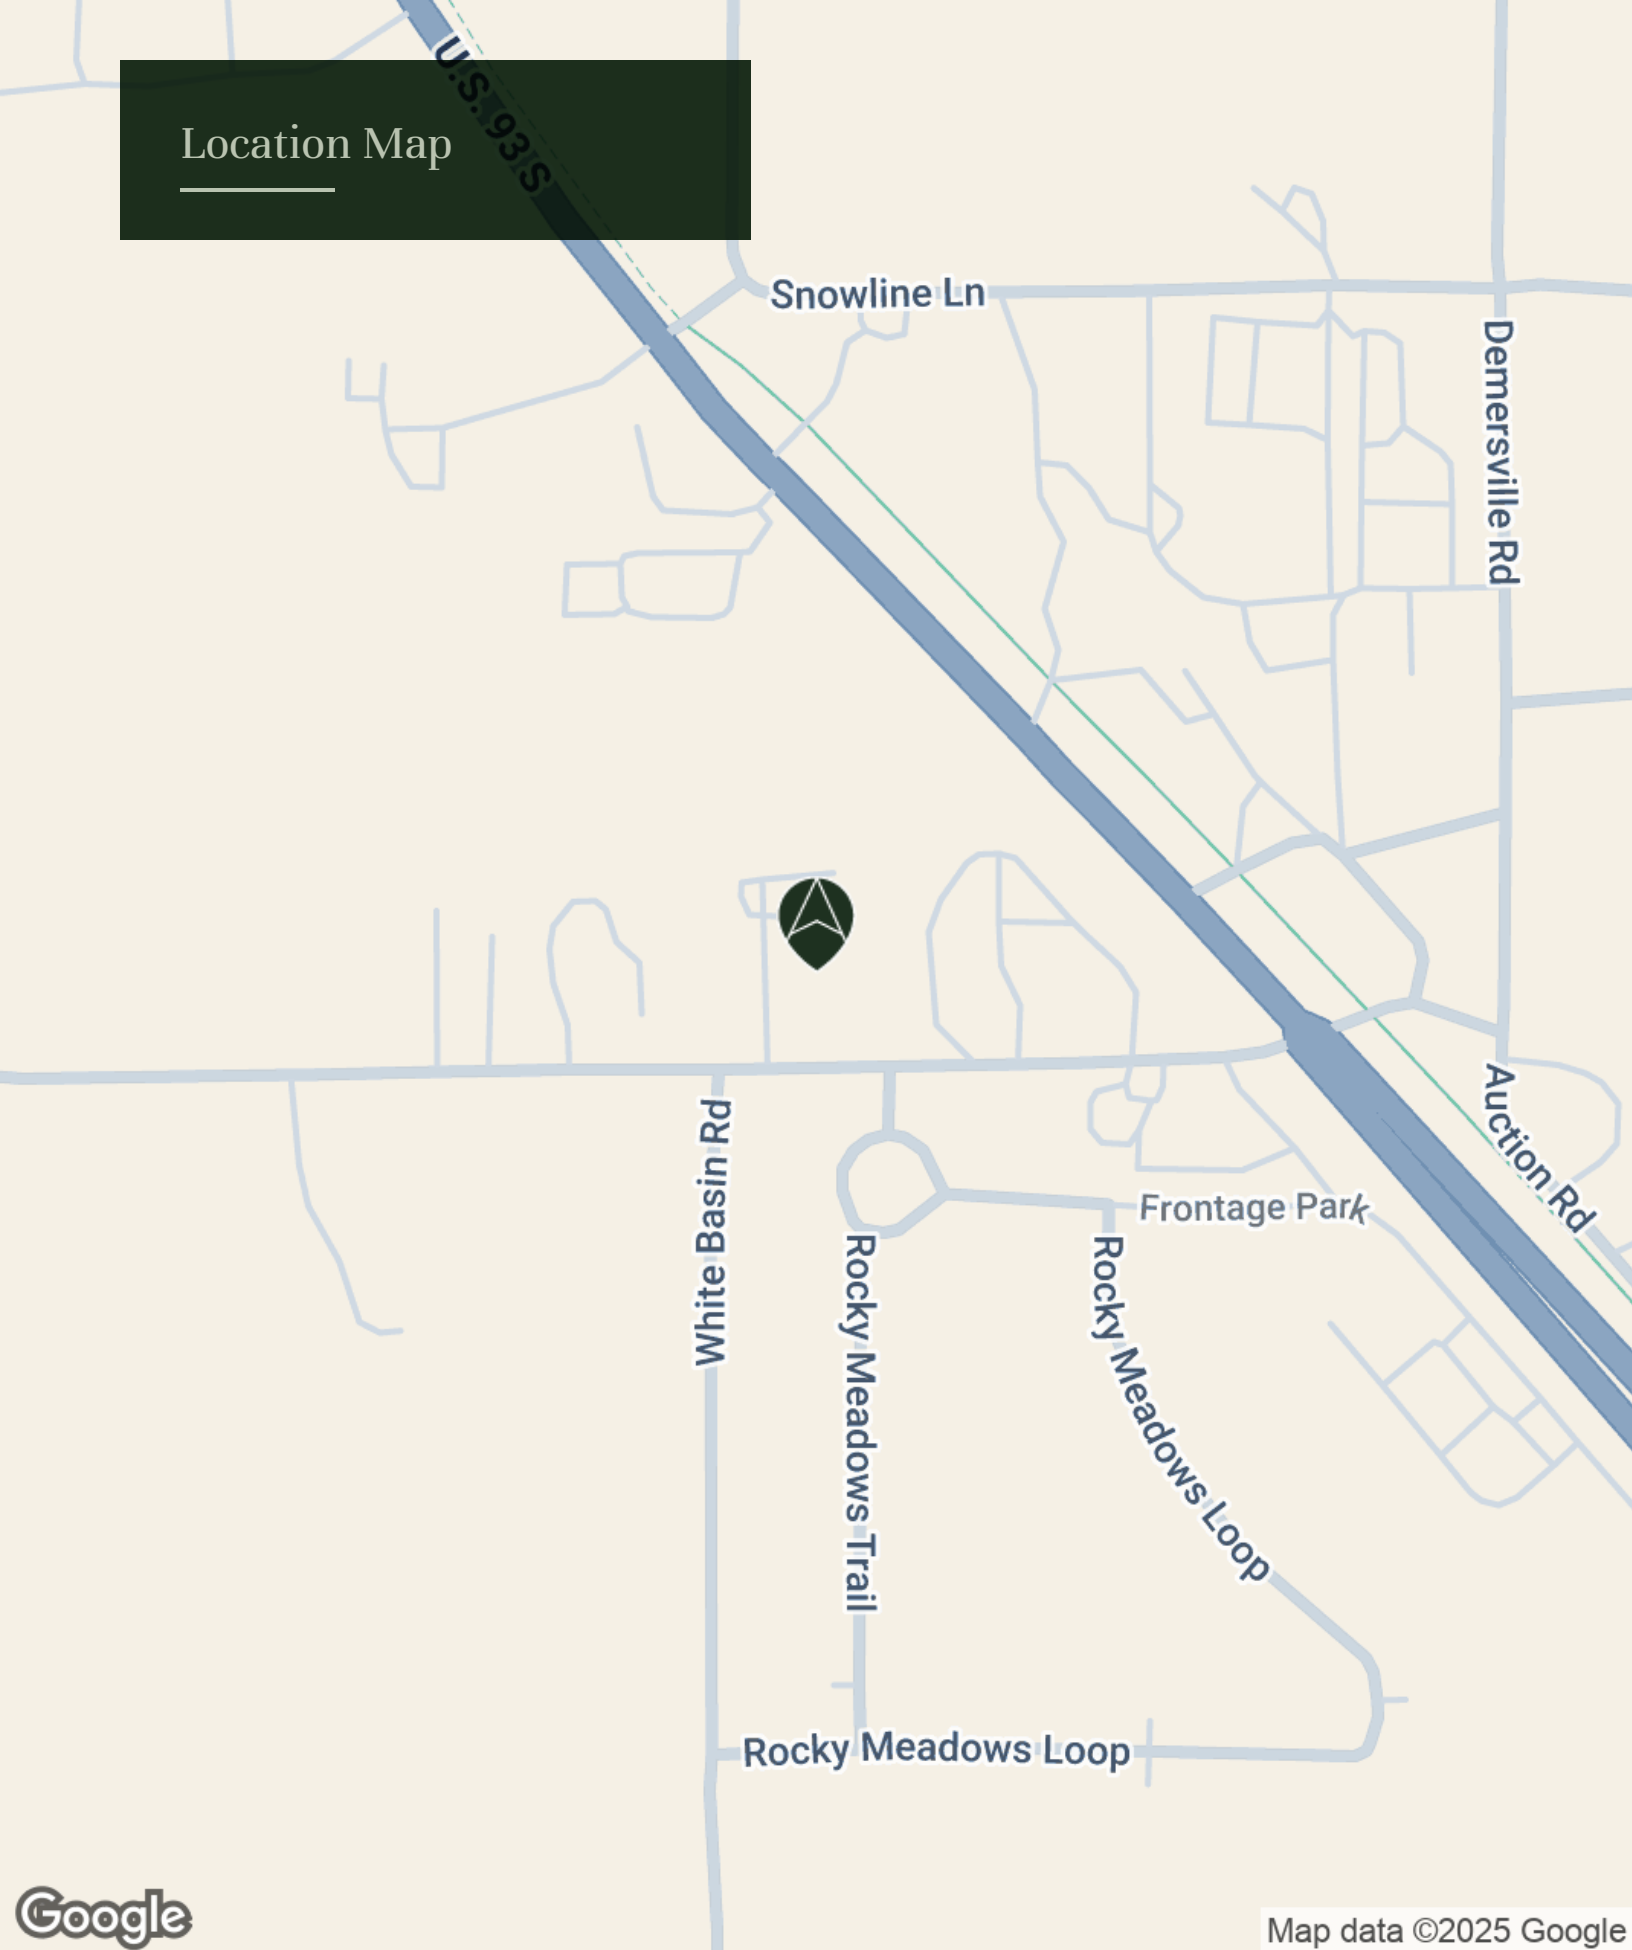 U.S. 93 S
Location Map
Snowline Ln
Demersville Rd
Auction Rd
White Basin Rd
Frontage Park
Rocky Meadows Trail
Rocky Meadows Loop
Rocky Meadows Loop
Google
Map data ©2025 Google